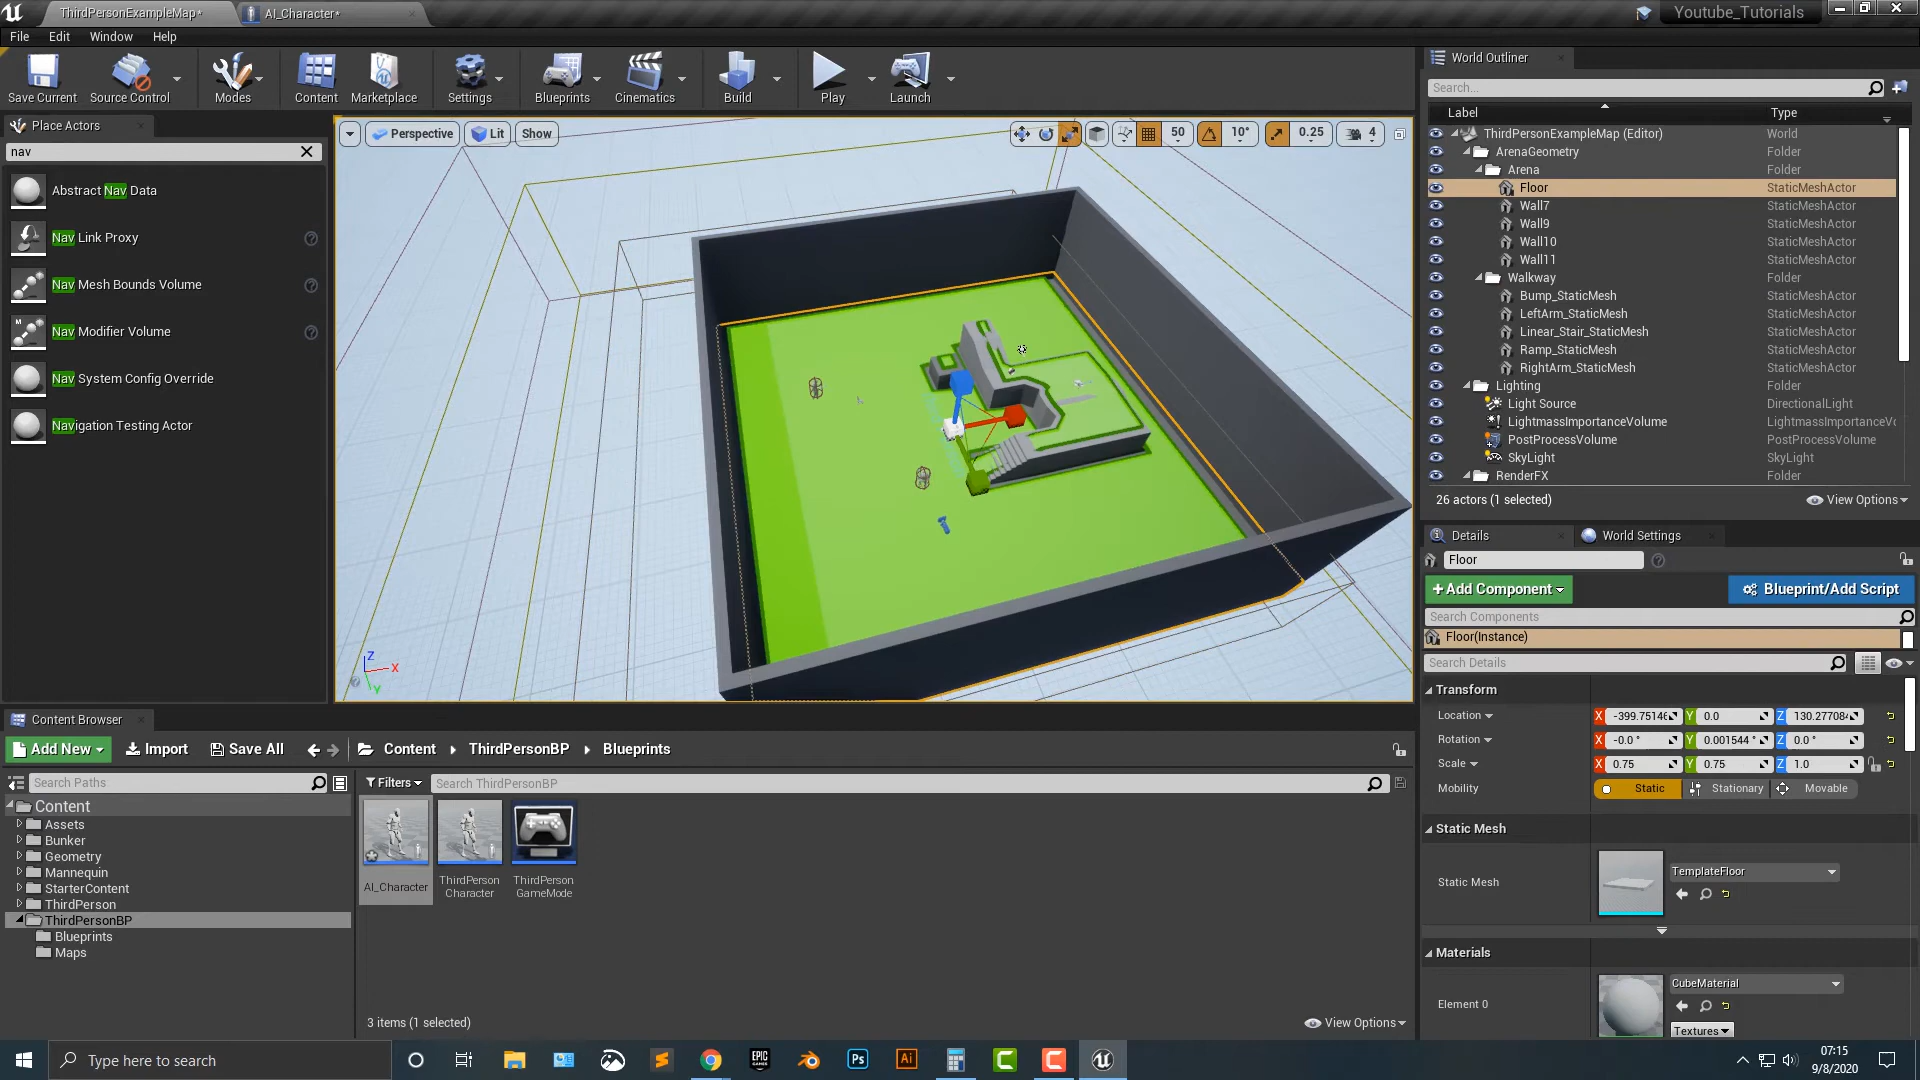 ThirdPersonExampleMap*
AI_Character*
Youtube_Tutorials
File Edit Window Help
Save Current
Source Control
Modes
Content
Marketplace
Settings
Blueprints
Cinematics
Build
Play
Launch
Place Actors
nav
Abstract Nav Data
Nav Link Proxy
Nav Mesh Bounds Volume
Nav Modifier Volume
Nav System Config Override
Navigation Testing Actor
Perspective
Lit
Show
50
10°
0.25
4
Z
X
Y
World Outliner
Search...
Label Type
ThirdPersonExampleMap (Editor) World
ArenaGeometry Folder
Arena Folder
Floor StaticMeshActor
Wall7 StaticMeshActor
Wall9 StaticMeshActor
Wall10 StaticMeshActor
Wall11 StaticMeshActor
Walkway Folder
Bump_StaticMesh StaticMeshActor
LeftArm_StaticMesh StaticMeshActor
Linear_Stair_StaticMesh StaticMeshActor
Ramp_StaticMesh StaticMeshActor
RightArm_StaticMesh StaticMeshActor
Lighting Folder
Light Source DirectionalLight
LightmassImportanceVolume LightmassImportanceVo
PostProcessVolume PostProcessVolume
SkyLight SkyLight
RenderFX Folder
26 actors (1 selected)
View Options
Details
World Settings
Floor
+Add Component
Blueprint/Add Script
Search Components
Floor(Instance)
Search Details
Transform
Location X -399.75146 Y 0.0 Z 130.277084
Rotation X -0.0 ° Y 0.001544 ° Z 0.0 °
Scale X 0.75 Y 0.75 Z 1.0
Mobility Static Stationary Movable
Static Mesh
Static Mesh
TemplateFloor
Materials
Element 0
CubeMaterial
Textures
Content Browser
Add New
Import
Save All
Content
ThirdPersonBP
Blueprints
Search Paths
Filters
Search ThirdPersonBP
Content
Assets
Bunker
Geometry
Mannequin
StarterContent
ThirdPerson
ThirdPersonBP
Blueprints
Maps
AI_Character
ThirdPerson
Character
ThirdPerson
GameMode
3 items (1 selected)
View Options
Type here to search
EPIC
GAMES
Ps
Ai
07:15
9/8/2020